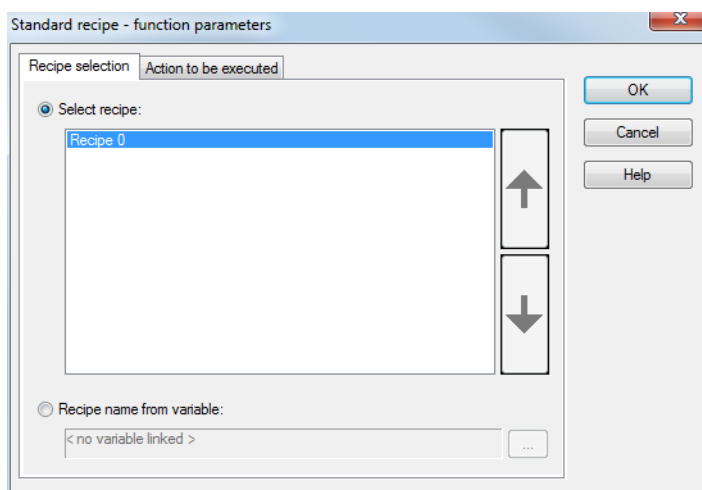 Standard recipe - function parameters
Recipe selection
Action to be executed
Select recipe:
Recipe 0
Recipe name from variable:
< no variable linked >
...
OK
Cancel
Help